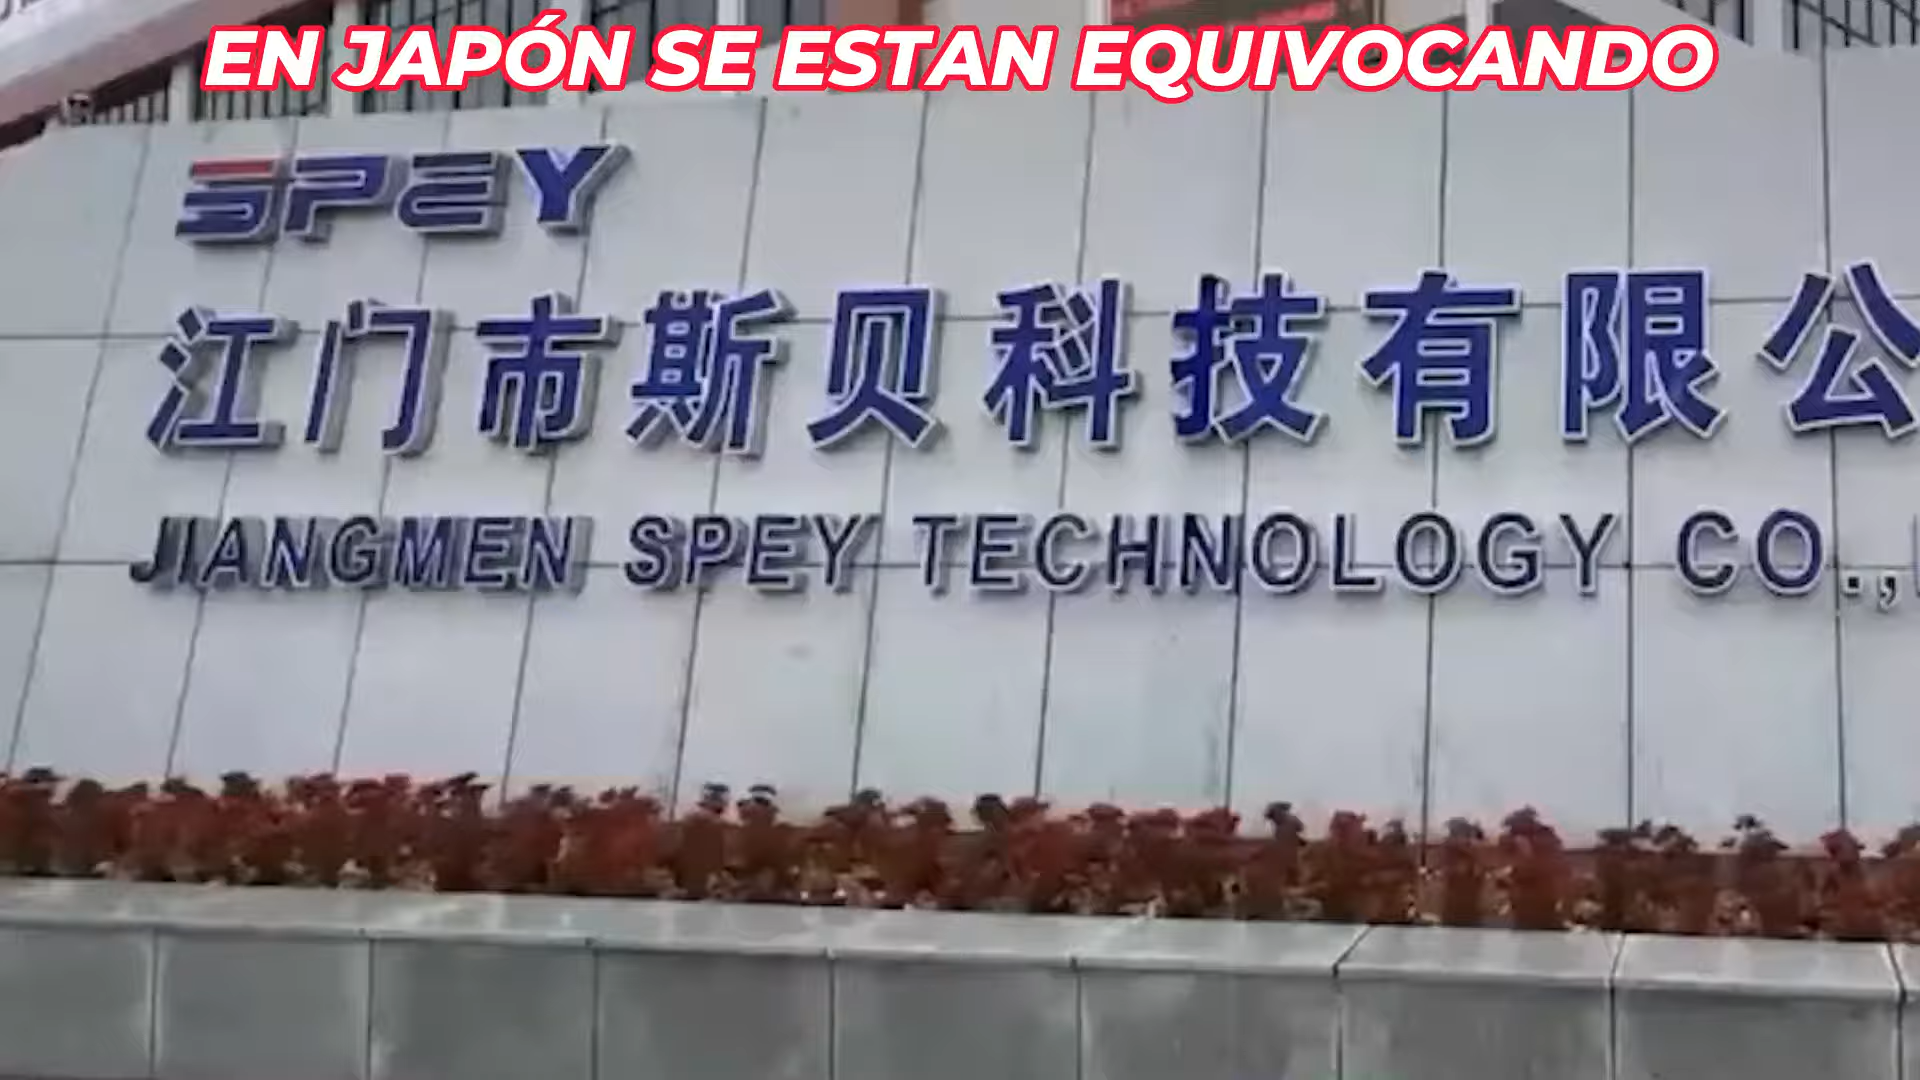 EN JAPÓN SE ESTAN EQUIVOCANDO
SPEY
江门市斯贝科技有限公
JIANGMEN SPEY TECHNOLOGY CO.,